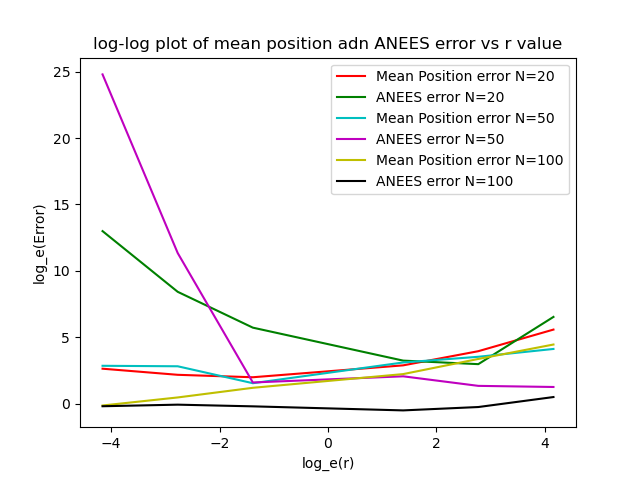 log-log plot of mean position adn ANEES error vs r value
Mean Position error N=20
ANEES error N=20
Mean Position error N=50
ANEES error N=50
Mean Position error N=100
ANEES error N=100
25
20
15
10
5
0
log_e(Error)
−4
−2
0
2
4
log_e(r)